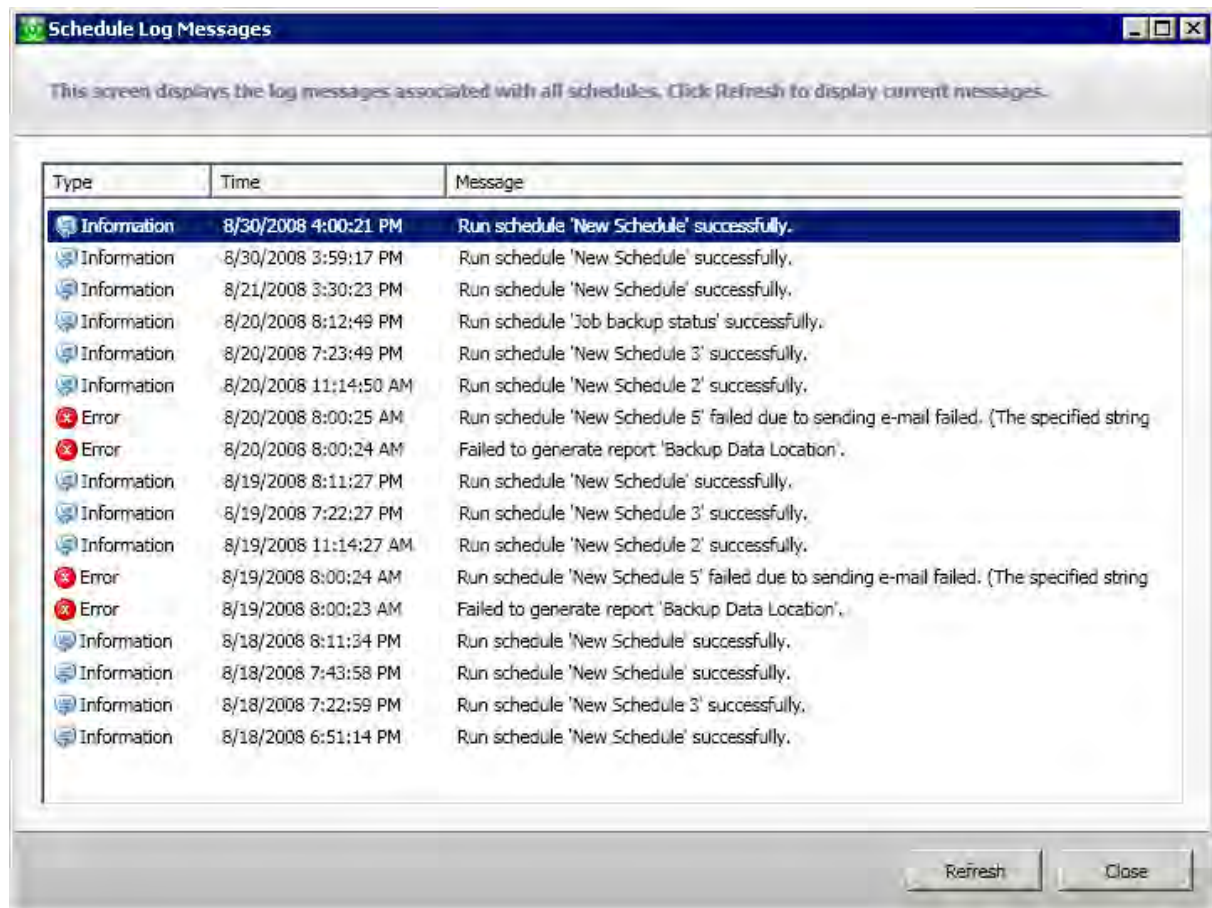 Schedule Log Messages
This screen displays the log messages associated with all schedules. Click Refresh to display current messages.
Type Time Message
Information 8/30/2008 4:00:21 PM Run schedule 'New Schedule' successfully.
Information 8/30/2008 3:59:17 PM Run schedule 'New Schedule' successfully.
Information 8/21/2008 3:30:23 PM Run schedule 'New Schedule' successfully.
Information 8/20/2008 8:12:49 PM Run schedule 'Job backup status' successfully.
Information 8/20/2008 7:23:49 PM Run schedule 'New Schedule 3' successfully.
Information 8/20/2008 11:14:50 AM Run schedule 'New Schedule 2' successfully.
Error 8/20/2008 8:00:25 AM Run schedule 'New Schedule 5' failed due to sending e-mail failed. (The specified string
Error 8/20/2008 8:00:24 AM Failed to generate report 'Backup Data Location'.
Information 8/19/2008 8:11:27 PM Run schedule 'New Schedule' successfully.
Information 8/19/2008 7:22:27 PM Run schedule 'New Schedule 3' successfully.
Information 8/19/2008 11:14:27 AM Run schedule 'New Schedule 2' successfully.
Error 8/19/2008 8:00:24 AM Run schedule 'New Schedule 5' failed due to sending e-mail failed. (The specified string
Error 8/19/2008 8:00:23 AM Failed to generate report 'Backup Data Location'.
Information 8/18/2008 8:11:34 PM Run schedule 'New Schedule' successfully.
Information 8/18/2008 7:43:58 PM Run schedule 'New Schedule' successfully.
Information 8/18/2008 7:22:59 PM Run schedule 'New Schedule 3' successfully.
Information 8/18/2008 6:51:14 PM Run schedule 'New Schedule' successfully.
Refresh Close